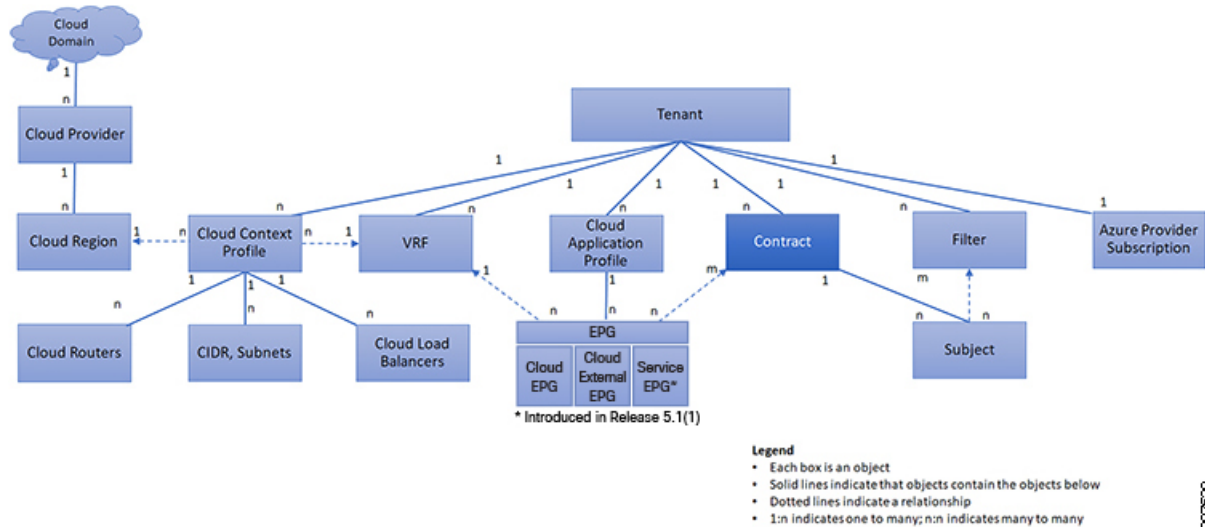 Cloud
Domain
1
n
Cloud Provider
Tenant
1
n
1
1
1
1
1
1
n
n
n
n
n
1
Cloud Region
1
n
Cloud Context
Profile
n
1
VRF
Cloud
Application
Profile
Contract
Filter
Azure Provider
Subscription
1
1
1
1
1
m
1
m
n
n
n
n
n
n
n
n
Cloud Routers
CIDR, Subnets
Cloud Load
Balancers
EPG
Cloud
EPG
Cloud
External
EPG
Service
EPG*
Subject
* Introduced in Release 5.1(1)
Legend
• Each box is an object
• Solid lines indicate that objects contain the objects below
• Dotted lines indicate a relationship
• 1:n indicates one to many; n:n indicates many to many